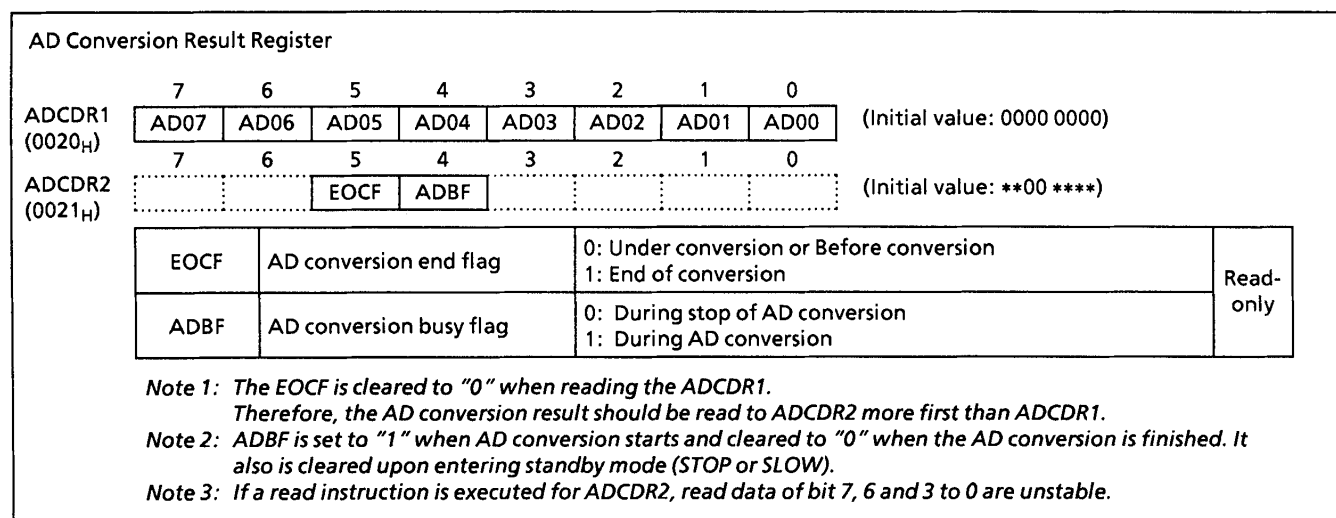 AD Conversion Result Register
7 6 5 4 3 2 1 0
ADCDR1 AD07 AD06 AD05 AD04 AD03 AD02 AD01 AD00 (Initial value: 0000 0000)
(0020H)
7 6 5 4 3 2 1 0
ADCDR2 EOCF ADBF (Initial value: **00 ****)
(0021H)
EOCF AD conversion end flag 0: Under conversion or Before conversion
1: End of conversion
Read-only
ADBF AD conversion busy flag 0: During stop of AD conversion
1: During AD conversion
Note 1: The EOCF is cleared to "0" when reading the ADCDR1.
Therefore, the AD conversion result should be read to ADCDR2 more first than ADCDR1.
Note 2: ADBF is set to "1" when AD conversion starts and cleared to "0" when the AD conversion is finished. It
also is cleared upon entering standby mode (STOP or SLOW).
Note 3: If a read instruction is executed for ADCDR2, read data of bit 7, 6 and 3 to 0 are unstable.